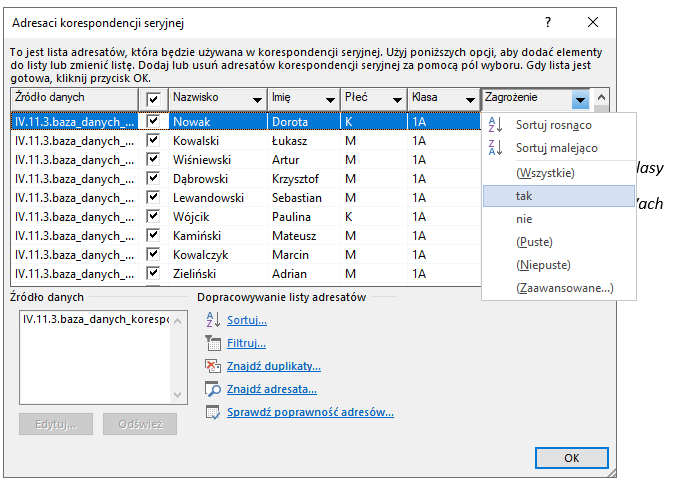 Adresaci korespondencji seryjnej
To jest lista adresatów, która będzie używana w korespondencji seryjnej. Użyj poniższych opcji, aby dodać elementy
do listy lub zmienić listę. Dodaj lub usuń adresatów korespondencji seryjnej za pomocą pól wyboru. Gdy lista jest
gotowa, kliknij przycisk OK.
Źródło danych Nazwisko Imię Płeć Klasa Zagrożenie
IV.11.3.baza_danych_... Nowak Dorota K 1A
IV.11.3.baza_danych_... Kowalski Łukasz M 1A
IV.11.3.baza_danych_... Wiśniewski Artur M 1A
IV.11.3.baza_danych_... Dąbrowski Krzysztof M 1A
IV.11.3.baza_danych_... Lewandowski Sebastian M 1A
IV.11.3.baza_danych_... Wójcik Paulina K 1A
IV.11.3.baza_danych_... Kamiński Mateusz M 1A
IV.11.3.baza_danych_... Kowalczyk Marcin M 1A
IV.11.3.baza_danych_... Zieliński Adrian M 1A
Sortuj rosnąco
Sortuj malejąco
(Wszystkie)
tak
nie
(Puste)
(Niepuste)
(Zaawansowane...)
lasy
ach
Źródło danych
IV.11.3.baza_danych_korespo
Edytuj...
Odśwież
Dopracowywanie listy adresatów
Sortuj...
Filtruj...
Znajdź duplikaty...
Znajdź adresata...
Sprawdź poprawność adresów...
OK